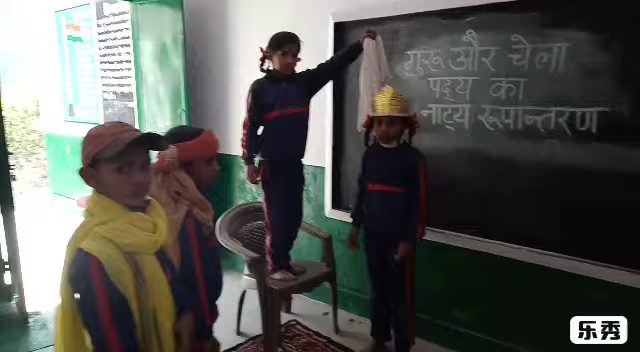 गुरू और चेला
पद्य का
नाट्य रूपान्तरण
乐秀